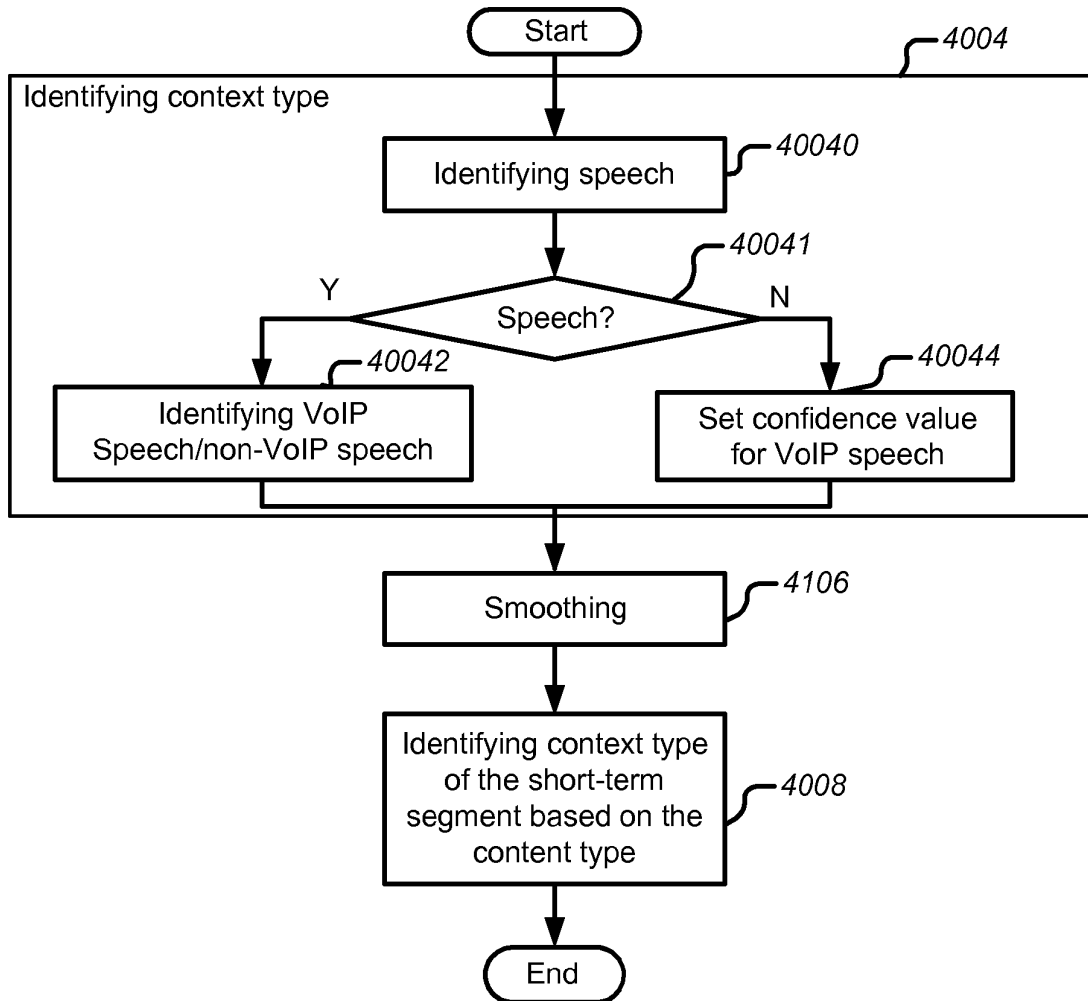 Start
4004
Identifying context type
40040
Identifying speech
40041
Y
N
Speech?
40042
40044
Identifying VoIP
Speech/non-VoIP speech
Set confidence value
for VoIP speech
4106
Smoothing
Identifying context type
of the short-term
segment based on the
content type
4008
End